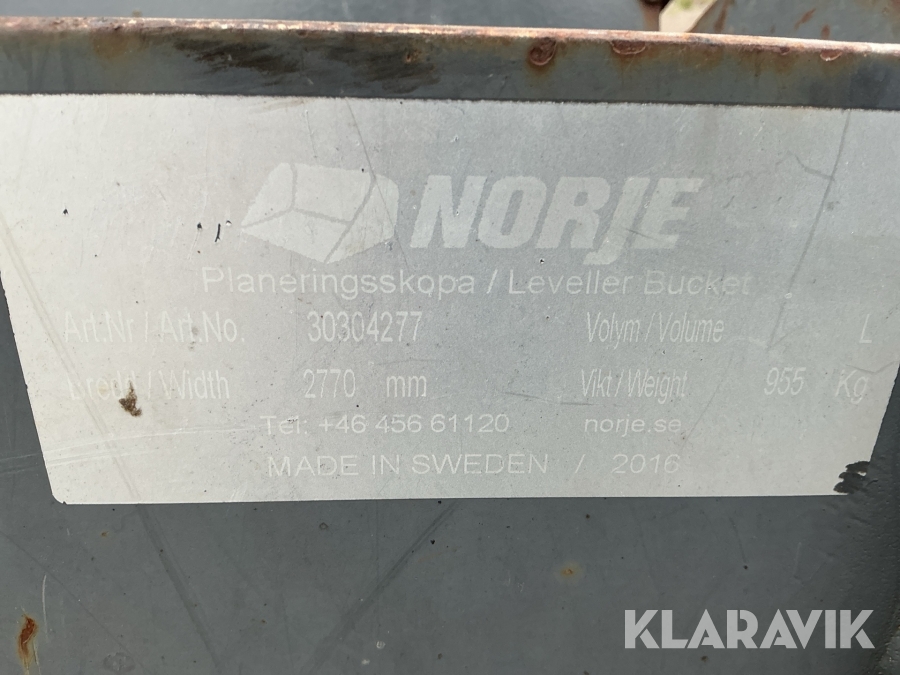 NORJE
Planeringsskopa / Leveller Bucket
Art.Nr / Art.No. 30304277 Volym / Volume L
Bredd / Width 2770 mm Vikt / Weight 955 Kg
Tel: +46 456 61120 norje.se
MADE IN SWEDEN / 2016
KLARAVIK